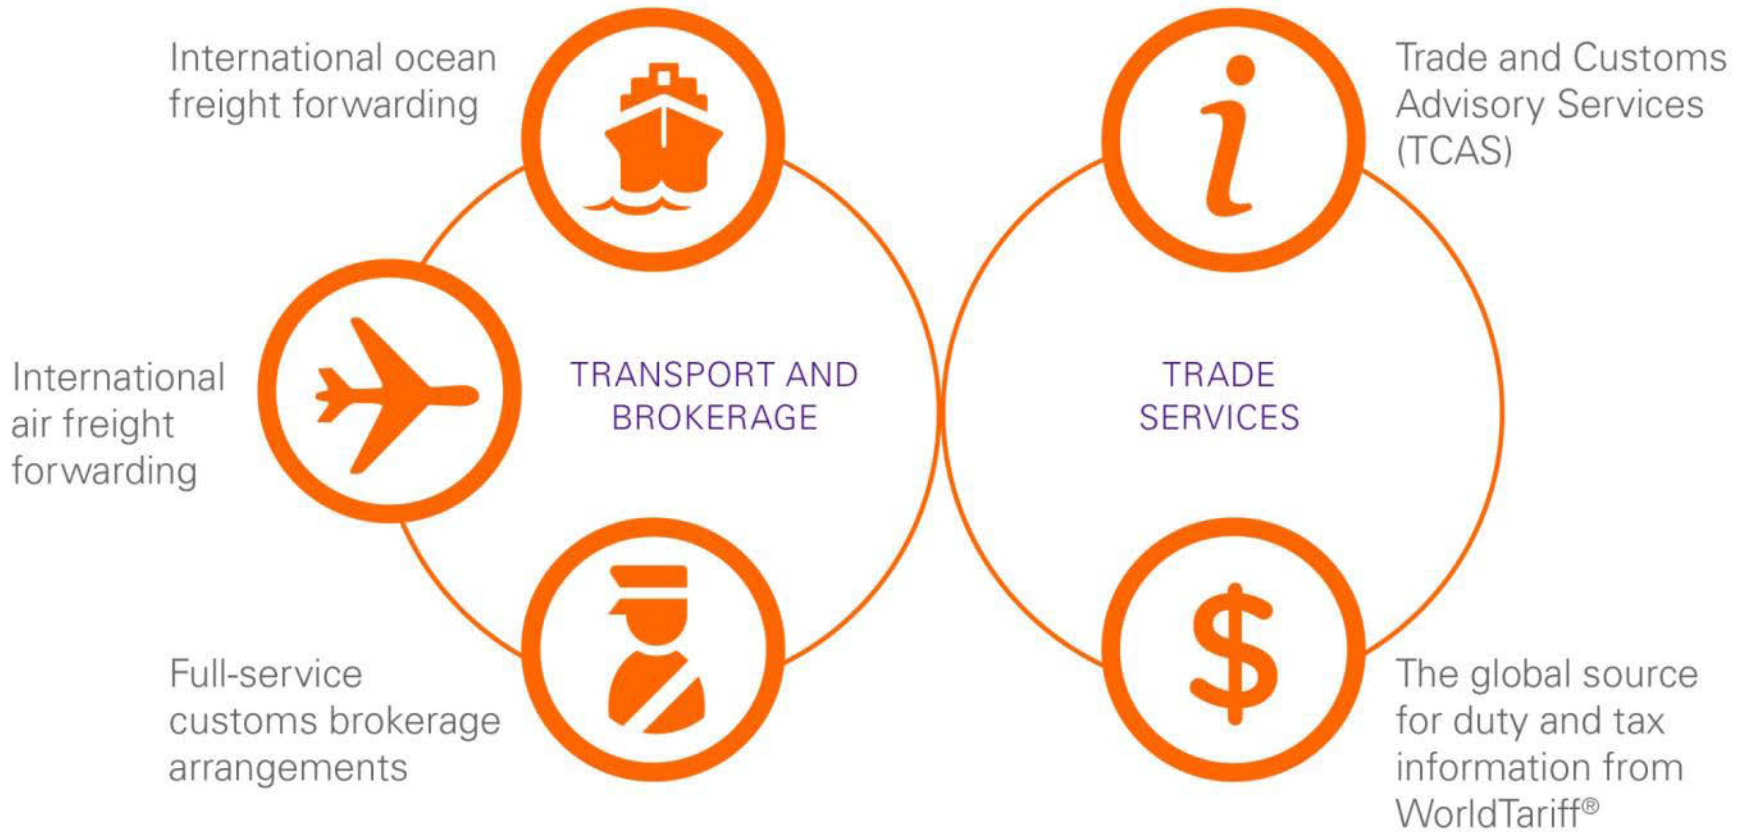 International ocean
freight forwarding
International
air freight
forwarding
Full-service
customs brokerage
arrangements
TRANSPORT AND
BROKERAGE
TRADE
SERVICES
Trade and Customs
Advisory Services
(TCAS)
The global source
for duty and tax
information from
WorldTariff®